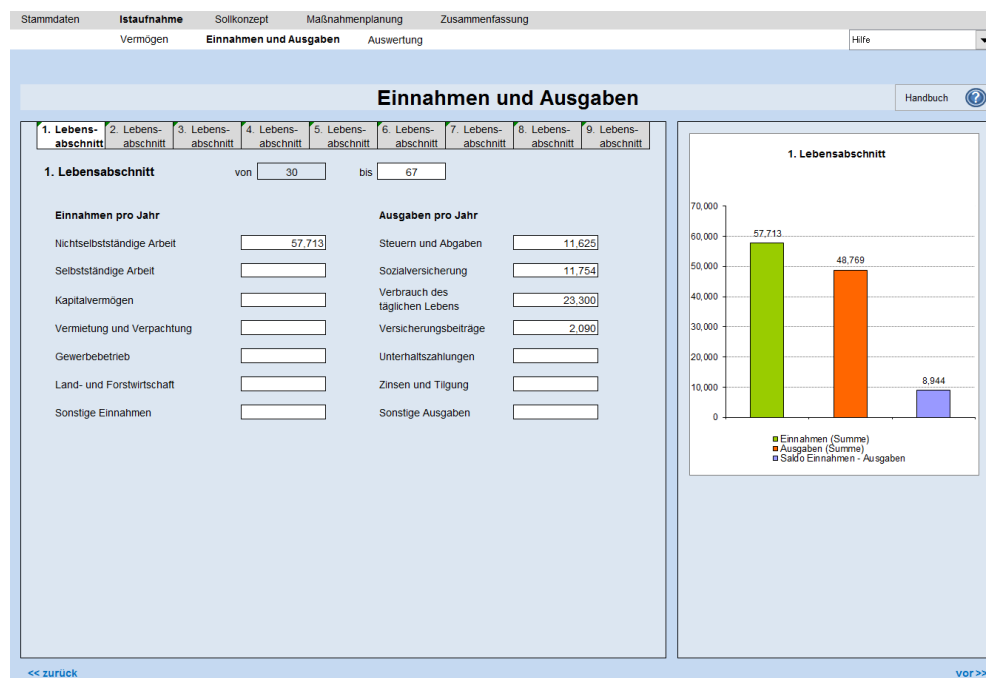 Stammdaten Istaufnahme Sollkonzept Maßnahmenplanung Zusammenfassung
Vermögen Einnahmen und Ausgaben Auswertung Hilfe
Einnahmen und Ausgaben
Handbuch ?
1. Lebens- 2. Lebens- 3. Lebens- 4. Lebens- 5. Lebens- 6. Lebens- 7. Lebens- 8. Lebens- 9. Lebens-
abschnitt abschnitt abschnitt abschnitt abschnitt abschnitt abschnitt abschnitt abschnitt
1. Lebensabschnitt von 30 bis 67
Einnahmen pro Jahr Ausgaben pro Jahr
Nichtselbstständige Arbeit 57,713 Steuern und Abgaben 11,625
Selbstständige Arbeit Sozialversicherung 11,754
Kapitalvermögen Verbrauch des
täglichen Lebens 23,300
Vermietung und Verpachtung Versicherungsbeiträge 2,090
Gewerbebetrieb Unterhaltszahlungen
Land- und Forstwirtschaft Zinsen und Tilgung
Sonstige Einnahmen Sonstige Ausgaben
1. Lebensabschnitt
70,000
60,000
50,000
40,000
30,000
20,000
10,000
0
57,713
48,769
8,944
Einnahmen (Summe)
Ausgaben (Summe)
Saldo Einnahmen - Ausgaben
<< zurück vor >>